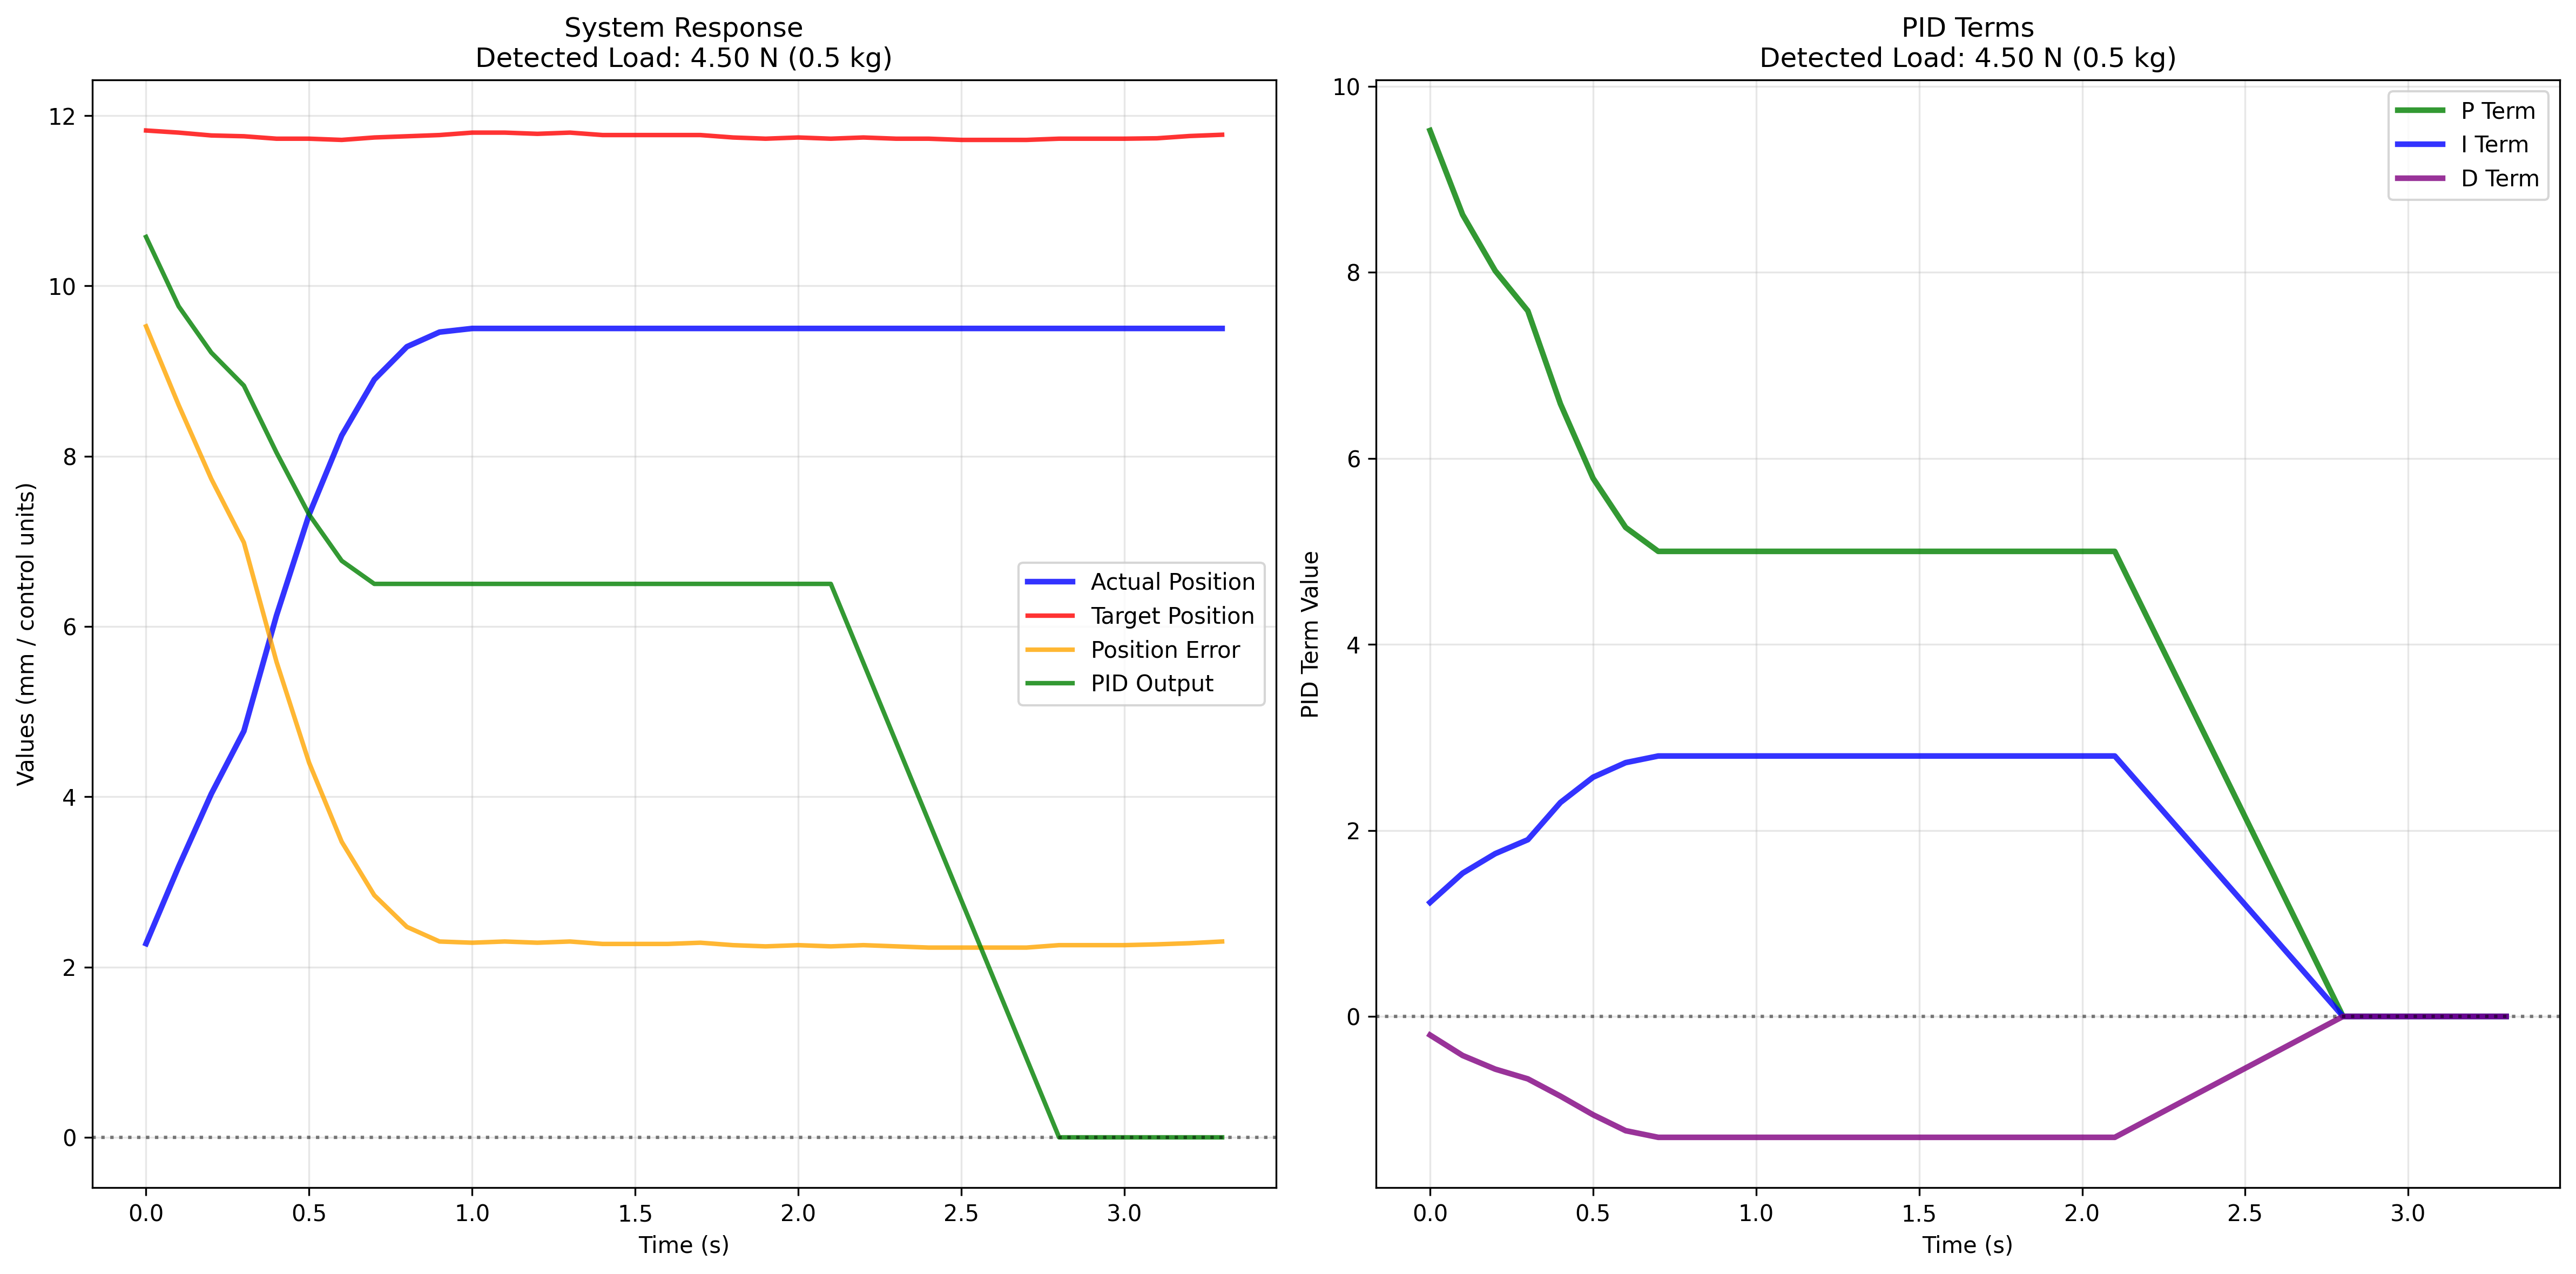 System Response
Detected Load: 4.50 N (0.5 kg)
Values (mm / control units)
12
10
8
6
4
2
0
Actual Position
Target Position
Position Error
PID Output
0.0 0.5 1.0 1.5 2.0 2.5 3.0
Time (s)
PID Terms
Detected Load: 4.50 N (0.5 kg)
PID Term Value
10
8
6
4
2
0
P Term
I Term
D Term
0.0 0.5 1.0 1.5 2.0 2.5 3.0
Time (s)